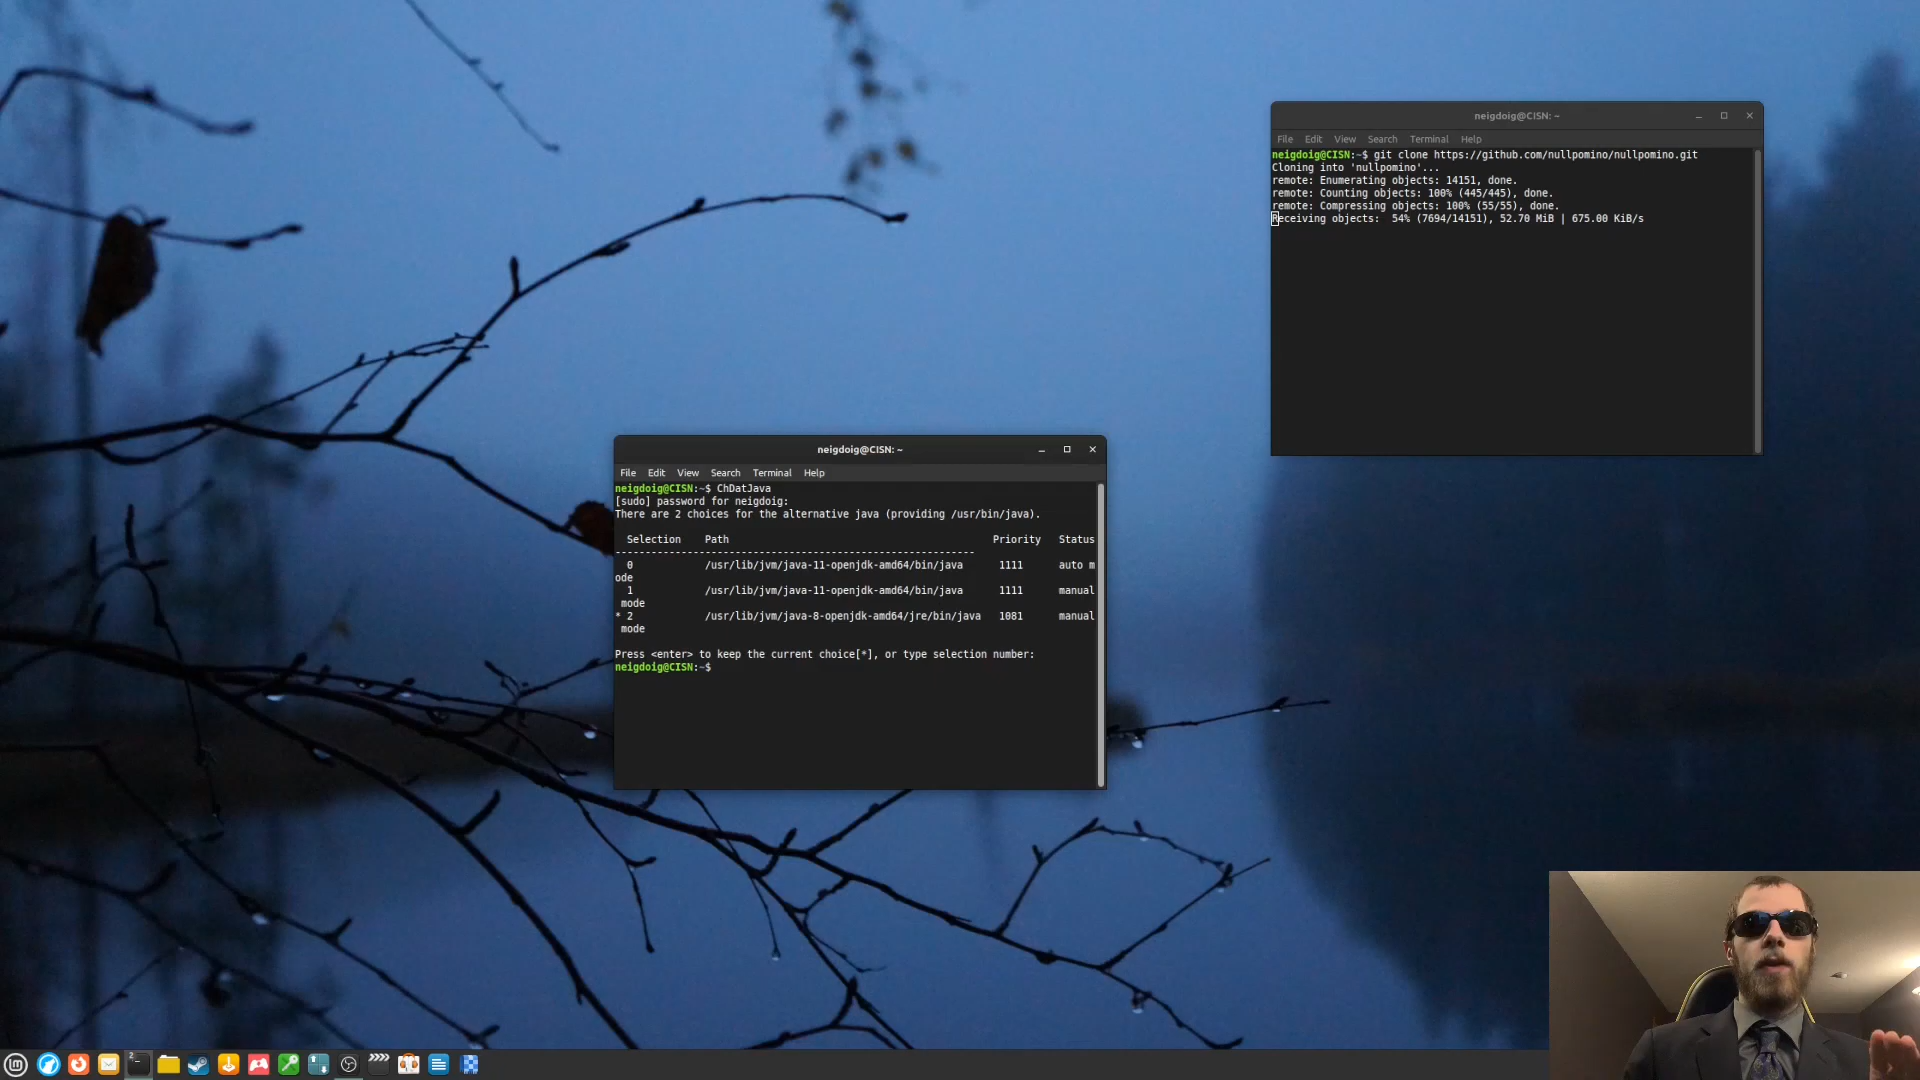 neigdoig@CISN: ~
File Edit View Search Terminal Help
neigdoig@CISN:~$ git clone https://github.com/nullpomino/nullpomino.git
Cloning into 'nullpomino'...
remote: Enumerating objects: 14151, done.
remote: Counting objects: 100% (445/445), done.
remote: Compressing objects: 100% (55/55), done.
Receiving objects:  54% (7694/14151), 52.70 MiB | 675.00 KiB/s
neigdoig@CISN: ~
File Edit View Search Terminal Help
neigdoig@CISN:~$ ChDatJava
[sudo] password for neigdoig:
There are 2 choices for the alternative java (providing /usr/bin/java).
Selection Path Priority Status
------------------------------------------------------------
0 /usr/lib/jvm/java-11-openjdk-amd64/bin/java 1111 auto m
ode
1 /usr/lib/jvm/java-11-openjdk-amd64/bin/java 1111 manual
mode
* 2 /usr/lib/jvm/java-8-openjdk-amd64/jre/bin/java 1081 manual
mode
Press <enter> to keep the current choice[*], or type selection number:
neigdoig@CISN:~$
2